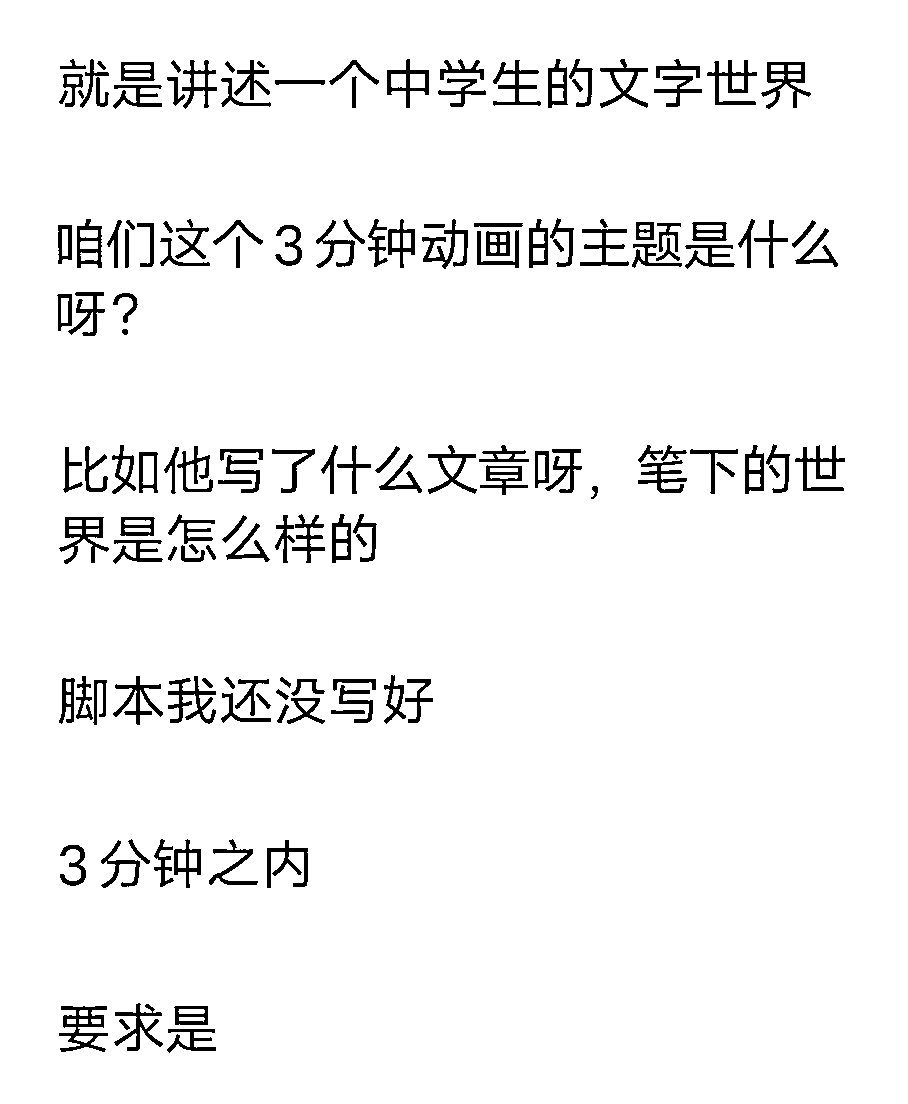 就是讲述一个中学生的文字世界
咱们这个3分钟动画的主题是什么
呀？
比如他写了什么文章呀，笔下的世
界是怎么样的
脚本我还没写好
3分钟之内
要求是